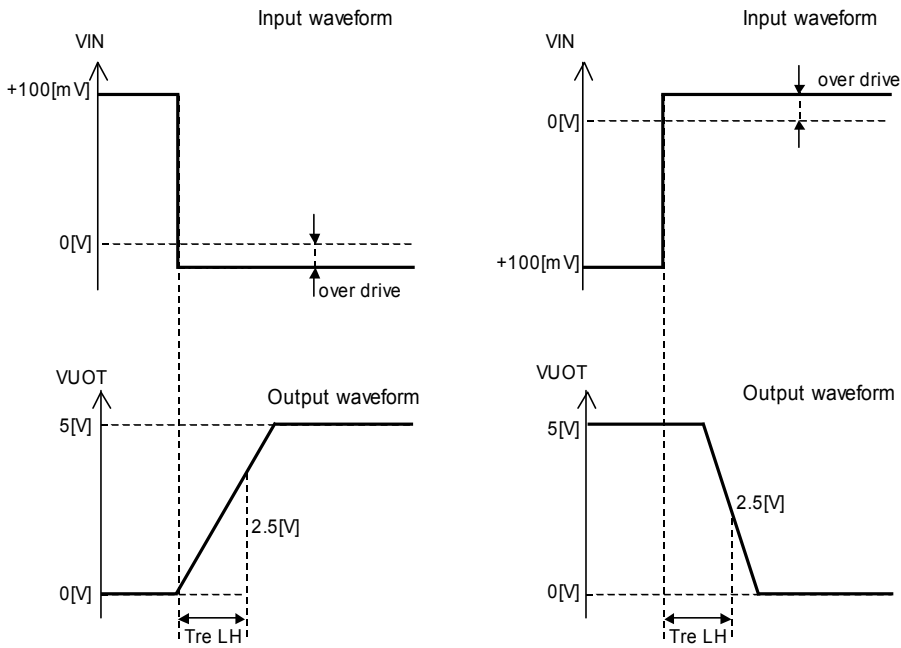 Input waveform
VIN
+100[mV]
0[V]
over drive
VUOT
Output waveform
5[V]
2.5[V]
0[V]
Tre LH
Input waveform
VIN
over drive
0[V]
+100[mV]
VUOT
Output waveform
5[V]
2.5[V]
0[V]
Tre LH